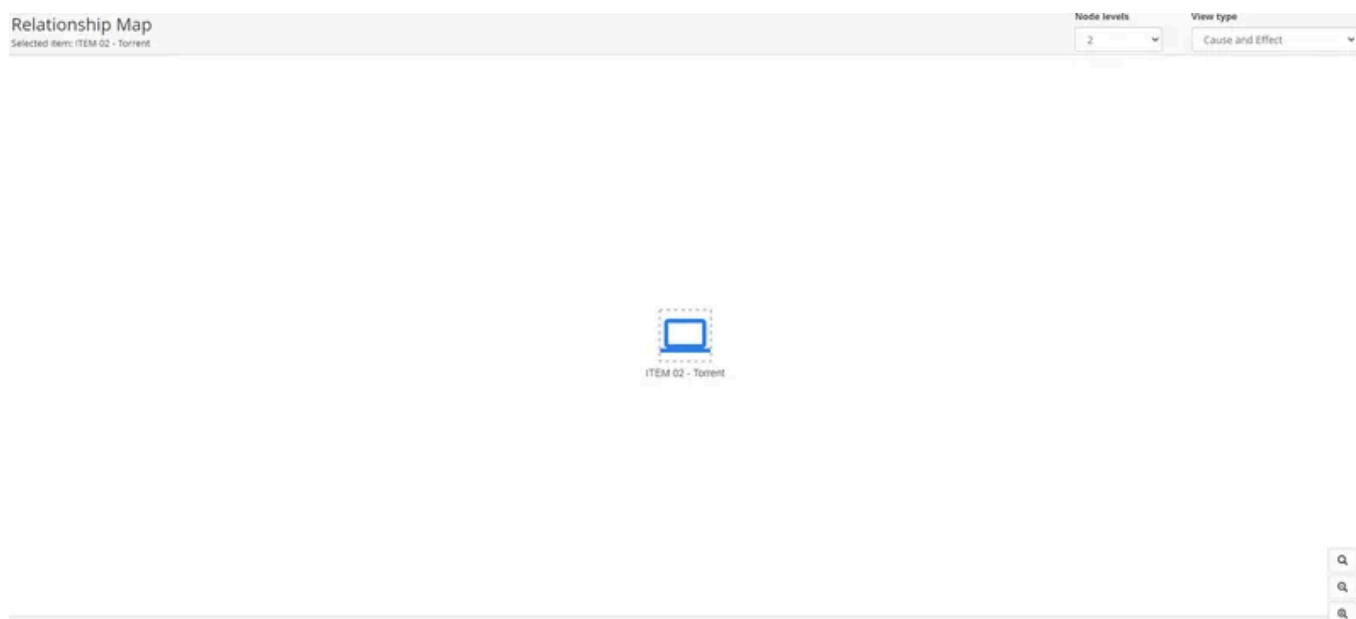 Relationship Map
Selected item: ITEM 02 - Torrent
Node levels
2
View type
Cause and Effect
ITEM 02 - Torrent